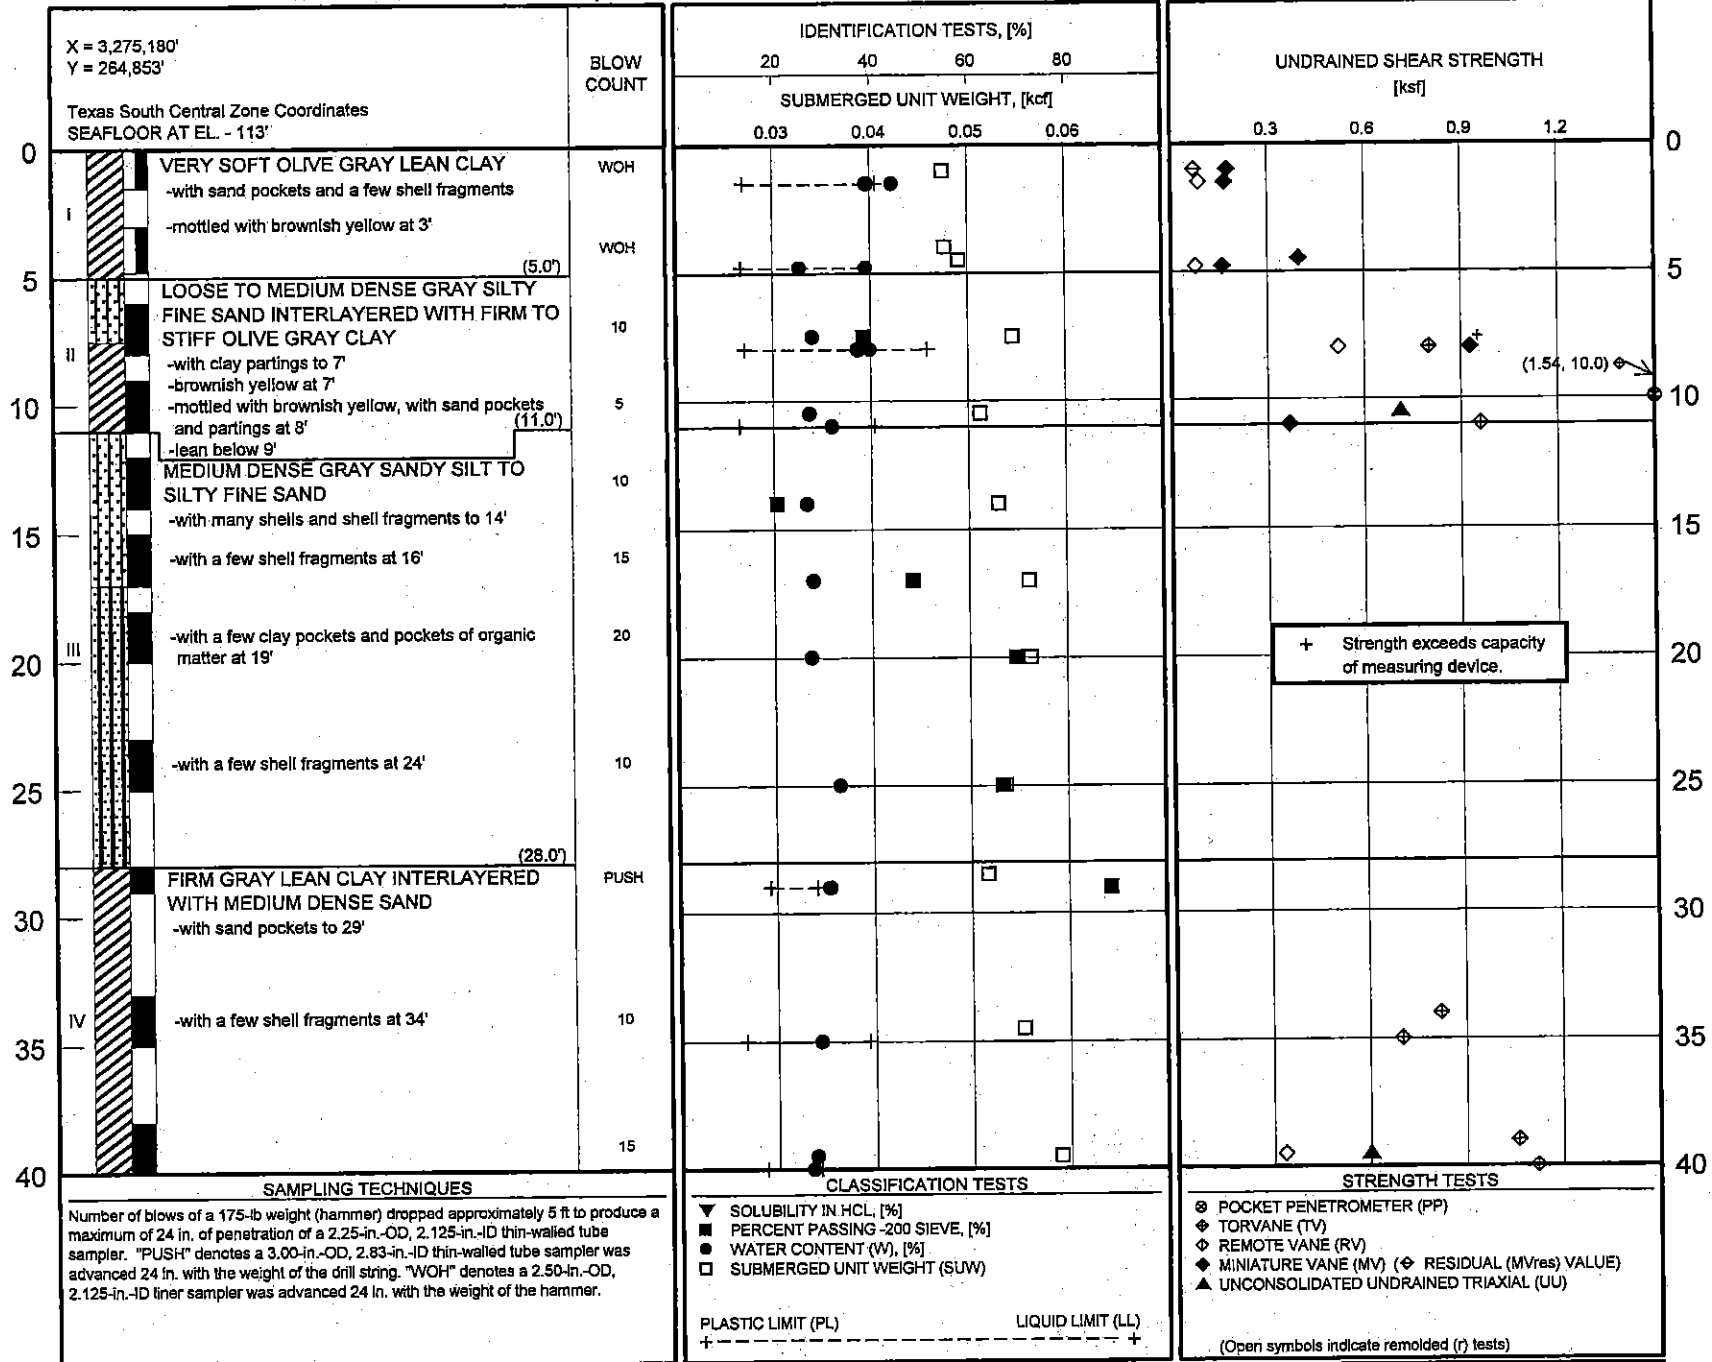 X = 3,275,180'
Y = 264,853'
Texas South Central Zone Coordinates
SEAFLOOR AT EL. - 113'
BLOW
COUNT
IDENTIFICATION TESTS, [%]
20 40 60 80
SUBMERGED UNIT WEIGHT, [kcf]
0.03 0.04 0.05 0.06
UNDRAINED SHEAR STRENGTH
[ksf]
0.3 0.6 0.9 1.2
0 0
VERY SOFT OLIVE GRAY LEAN CLAY
WOH
-with sand pockets and a few shell fragments
I
-mottled with brownish yellow at 3'
WOH
(5.0')
5 5
LOOSE TO MEDIUM DENSE GRAY SILTY
FINE SAND INTERLAYERED WITH FIRM TO
STIFF OLIVE GRAY CLAY
10
II
-with clay partings to 7'
-brownish yellow at 7'
-mottled with brownish yellow, with sand pockets
and partings at 8'
5
(11.0')
(1.54, 10.0)
10 10
-lean below 9'
MEDIUM DENSE GRAY SANDY SILT TO
SILTY FINE SAND
10
-with many shells and shell fragments to 14'
15 15
-with a few shell fragments at 16'
15
III
-with a few clay pockets and pockets of organic
matter at 19'
20
+ Strength exceeds capacity
of measuring device.
20 20
-with a few shell fragments at 24'
10
25 25
(28.0')
FIRM GRAY LEAN CLAY INTERLAYERED
WITH MEDIUM DENSE SAND
PUSH
-with sand pockets to 29'
30 30
IV
-with a few shell fragments at 34'
10
35 35
15
40 40
SAMPLING TECHNIQUES
Number of blows of a 175-lb weight (hammer) dropped approximately 5 ft to produce a
maximum of 24 in. of penetration of a 2.25-in.-OD, 2.125-in.-ID thin-walled tube
sampler. "PUSH" denotes a 3.00-in.-OD, 2.83-in.-ID thin-walled tube sampler was
advanced 24 in. with the weight of the drill string. "WOH" denotes a 2.50-in.-OD,
2.125-in.-ID liner sampler was advanced 24 in. with the weight of the hammer.
CLASSIFICATION TESTS
▼ SOLUBILITY IN HCL, [%]
■ PERCENT PASSING -200 SIEVE, [%]
● WATER CONTENT (W), [%]
□ SUBMERGED UNIT WEIGHT (SUW)
PLASTIC LIMIT (PL) LIQUID LIMIT (LL)
STRENGTH TESTS
POCKET PENETROMETER (PP)
TORVANE (TV)
REMOTE VANE (RV)
◆ MINIATURE VANE (MV) ( RESIDUAL (MVres) VALUE)
▲ UNCONSOLIDATED UNDRAINED TRIAXIAL (UU)
(Open symbols indicate remolded (r) tests)